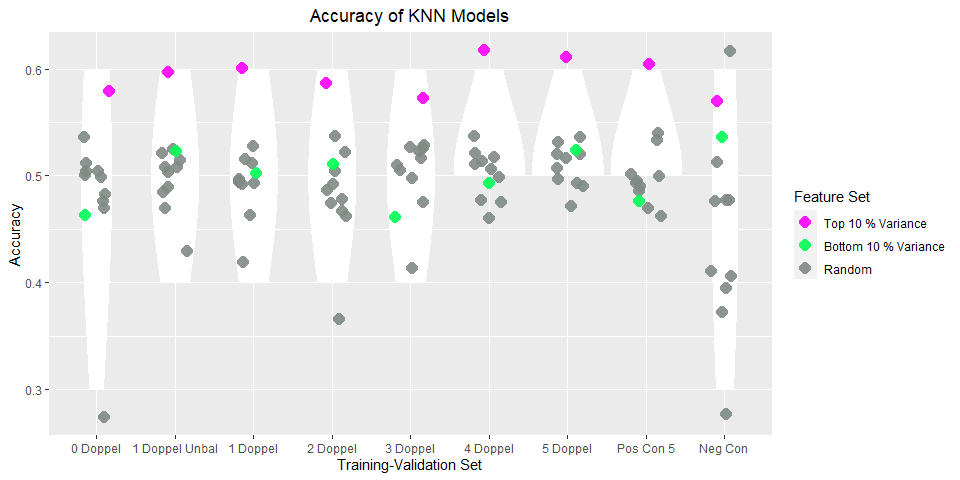 Accuracy of KNN Models
Accuracy
0.6
0.5
0.4
0.3
0 Doppel
1 Doppel Unbal
1 Doppel
2 Doppel
3 Doppel
4 Doppel
5 Doppel
Pos Con 5
Neg Con
Training-Validation Set
Feature Set
Top 10 % Variance
Bottom 10 % Variance
Random